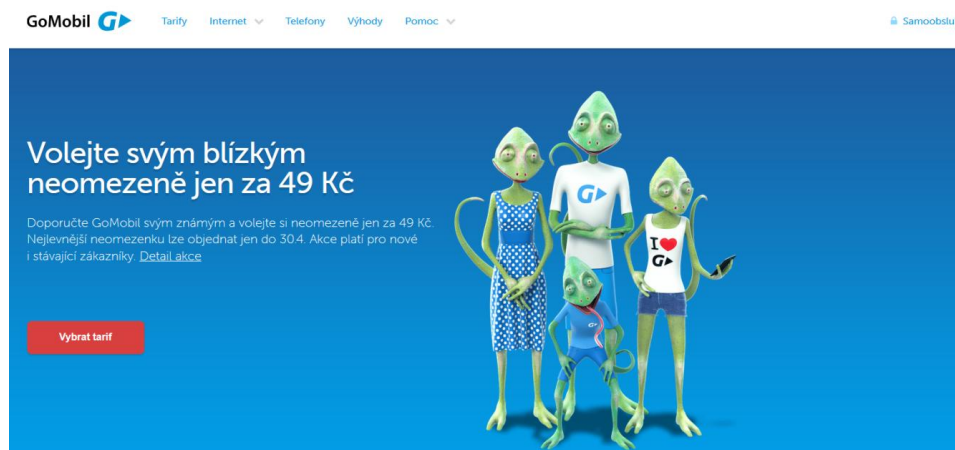 GoMobil G
Tarify
Internet
Telefony
Výhody
Pomoc
Samoobslu
Volejte svým blízkým
neomezeně jen za 49 Kč
Doporučte GoMobil svým známým a volejte si neomezeně jen za 49 Kč.
Nejlevnější neomezenku lze objednat jen do 30.4. Akce platí pro nové
i stávající zákazníky. Detail akce
Vybrat tarif
G
I
G
G